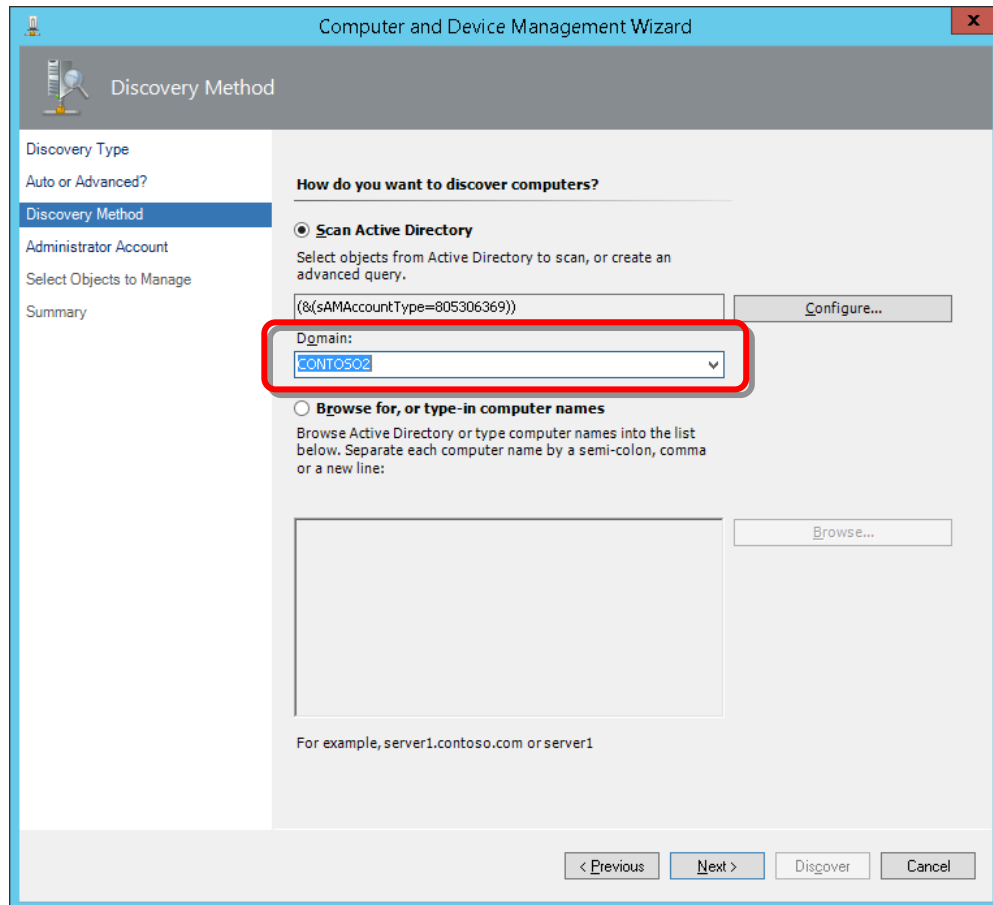 Computer and Device Management Wizard
x
Discovery Method
Discovery Type
Auto or Advanced?
Discovery Method
Administrator Account
Select Objects to Manage
Summary
How do you want to discover computers?
Scan Active Directory
Select objects from Active Directory to scan, or create an
advanced query.
(&(sAMAccountType=805306369))
Configure...
Domain:
CONTOSO2
Browse for, or type-in computer names
Browse Active Directory or type computer names into the list
below. Separate each computer name by a semi-colon, comma
or a new line:
Browse...
For example, server1.contoso.com or server1
< Previous
Next >
Discover
Cancel